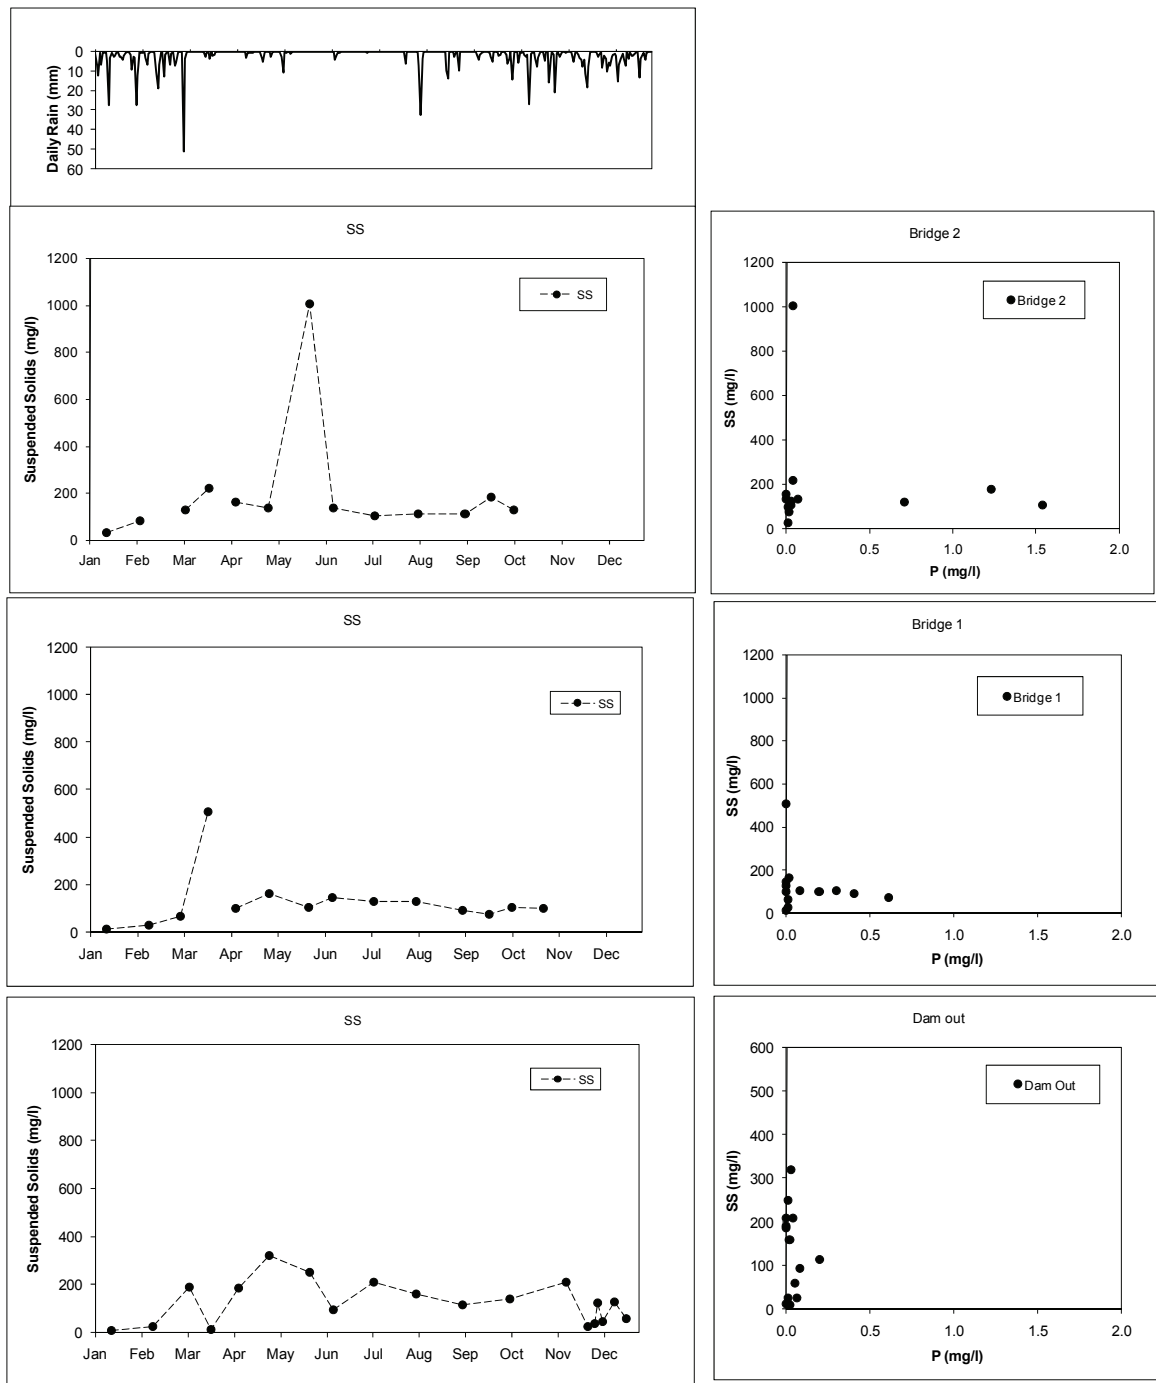 0
10
20
30
40
50
60
Daily Rain (mm)
SS
1200
1000
800
600
400
200
0
Suspended Solids (mg/l)
SS
Jan Feb Mar Apr May Jun Jul Aug Sep Oct Nov Dec
Bridge 2
1200
1000
800
600
400
200
0
SS (mg/l)
Bridge 2
0.0 0.5 1.0 1.5 2.0
P (mg/l)
SS
1200
1000
800
600
400
200
0
Suspended Solids (mg/l)
SS
Jan Feb Mar Apr May Jun Jul Aug Sep Oct Nov Dec
Bridge 1
1200
1000
800
600
400
200
0
SS (mg/l)
Bridge 1
0.0 0.5 1.0 1.5 2.0
P (mg/l)
SS
1200
1000
800
600
400
200
0
Suspended Solids (mg/l)
SS
Jan Feb Mar Apr May Jun Jul Aug Sep Oct Nov Dec
Dam out
600
500
400
300
200
100
0
SS (mg/l)
Dam Out
0.0 0.5 1.0 1.5 2.0
P (mg/l)